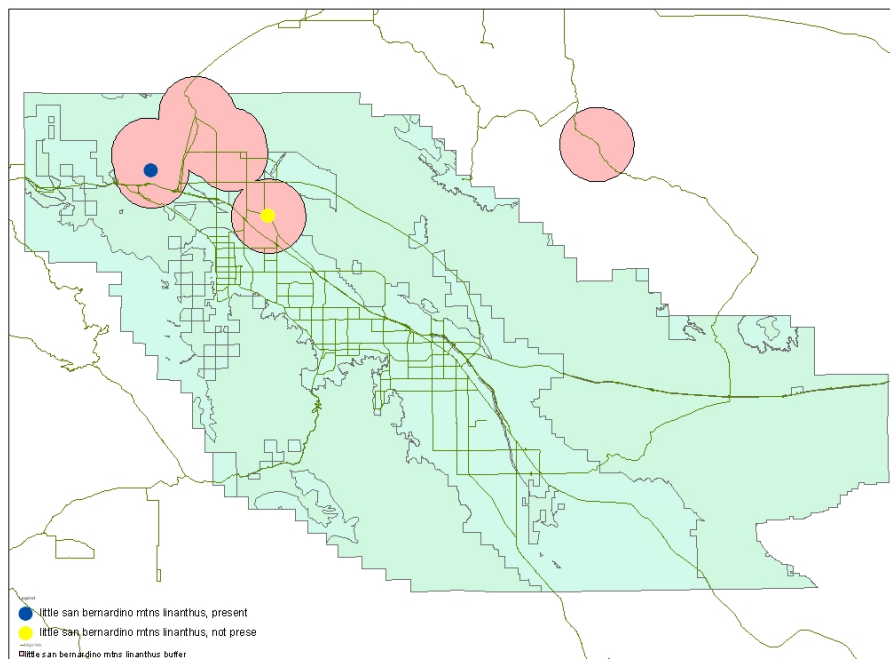 Legend
little san bernardino mtns linanthus, present
little san bernardino mtns linanthus, not prese
little san bernardino mtns linanthus buffer